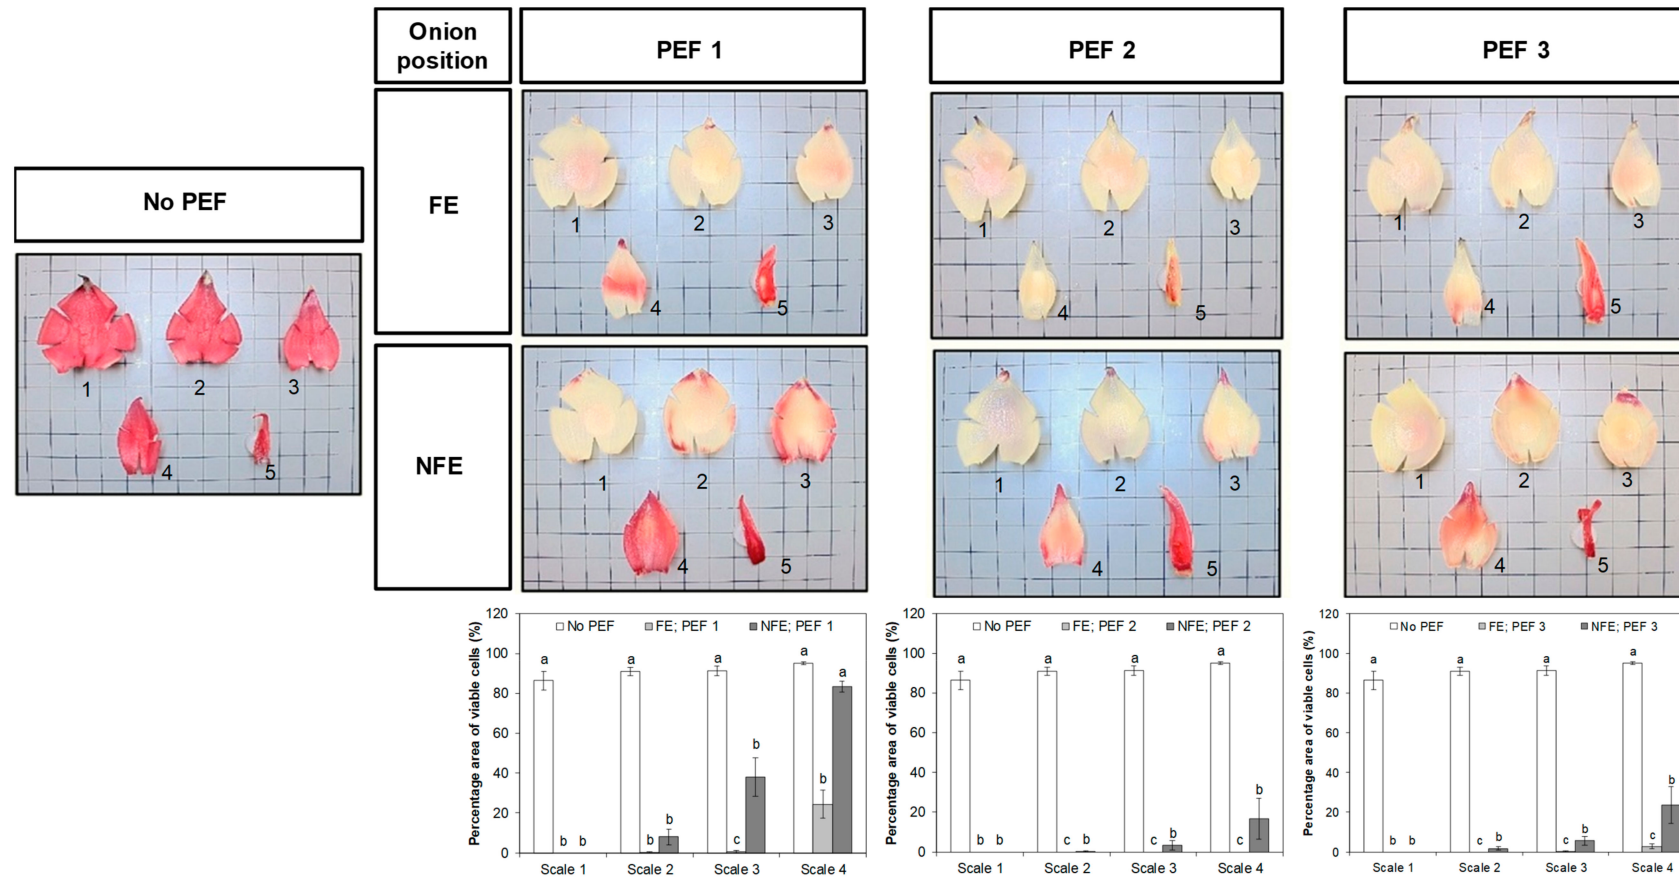 Onion
position
PEF 1
PEF 2
PEF 3
No PEF
FE
1
2
3
4
5
1
2
3
4
5
1
2
3
4
5
1
2
3
4
5
NFE
1
2
3
4
5
1
2
3
4
5
1
2
3
4
5
Percentage area of viable cells (%)
120
100
80
60
40
20
0
No PEF
FE; PEF 1
NFE; PEF 1
a
b
b
a
b
b
a
c
b
a
b
a
Scale 1
Scale 2
Scale 3
Scale 4
Percentage area of viable cells (%)
120
100
80
60
40
20
0
No PEF
FE; PEF 2
NFE; PEF 2
a
b
b
a
c
b
a
c
b
a
c
b
Scale 1
Scale 2
Scale 3
Scale 4
Percentage area of viable cells (%)
120
100
80
60
40
20
0
No PEF
FE; PEF 3
NFE; PEF 3
a
b
b
a
c
b
a
c
b
a
c
b
Scale 1
Scale 2
Scale 3
Scale 4